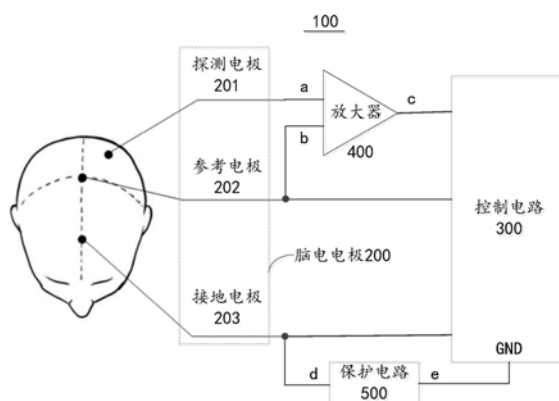 100
探测电极
201
a
放大器
c
400
b
参考电极
202
控制电路
300
脑电电极200
接地电极
203
GND
d
保护电路
e
500